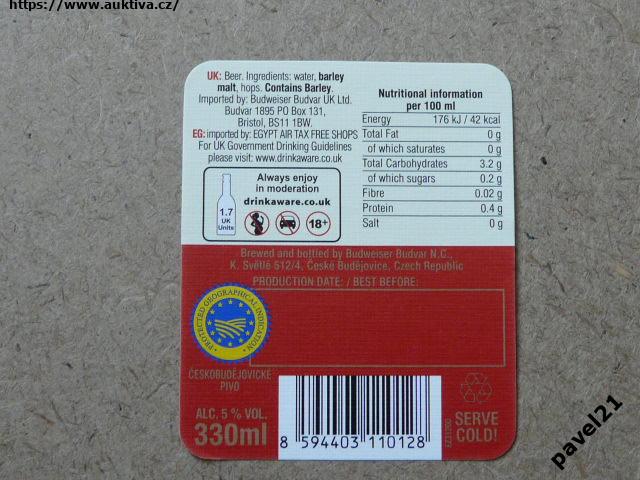 https://www.auktiva.cz/
UK: Beer. Ingredients: water, barley
malt, hops. Contains Barley.
Imported by: Budweiser Budvar UK Ltd.
Budvar 1895 PO Box 131,
Bristol, BS11 1BW.
EG: imported by: EGYPT AIR TAX FREE SHOPS
For UK Government Drinking Guidelines
please visit: www.drinkaware.co.uk
Always enjoy
in moderation
drinkaware.co.uk
1.7
UK
Units
18+
Nutritional information
per 100 ml
Energy 176 kJ / 42 kcal
Total Fat 0 g
of which saturates 0 g
Total Carbohydrates 3.2 g
of which sugars 0.2 g
Fibre 0.02 g
Protein 0.4 g
Salt 0 g
Brewed and bottled by Budweiser Budvar N.C.,
K. Světlé 512/4, České Budějovice, Czech Republic
PRODUCTION DATE: / BEST BEFORE:
PROTECTED GEOGRAPHICAL INDICATION
ČESKOBUDĚJOVICKÉ
PIVO
ALC. 5 % VOL.
330ml
8 594403 110128
SERVE
COLD!
pavel21